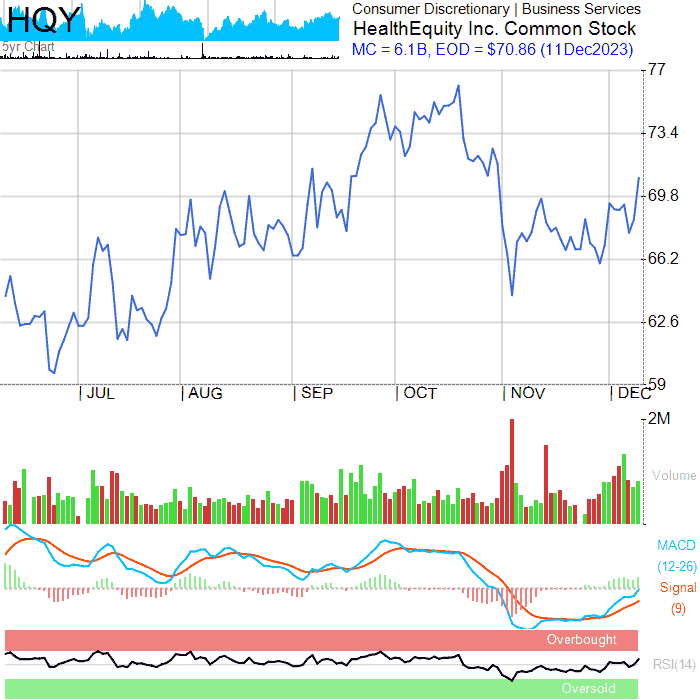 HQY
5yr Chart
Consumer Discretionary | Business Services
HealthEquity Inc. Common Stock
MC = 6.1B, EOD = $70.86 (11Dec2023)
77
73.4
69.8
66.2
62.6
59
JUL
AUG
SEP
OCT
NOV
DEC
2M
Volume
MACD
(12-26)
Signal
(9)
Overbought
RSI(14)
Oversold